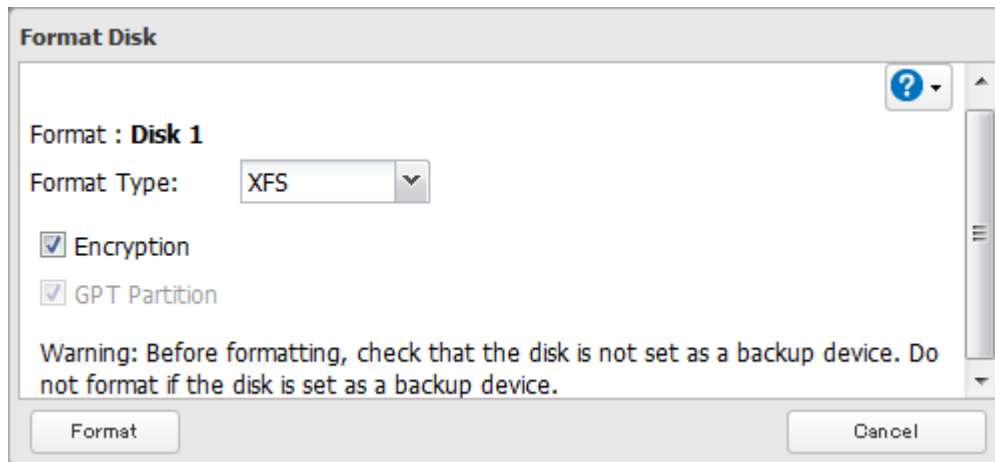 Format Disk
Format : Disk 1
Format Type: XFS
Encryption
GPT Partition
Warning: Before formatting, check that the disk is not set as a backup device. Do
not format if the disk is set as a backup device.
Format Cancel